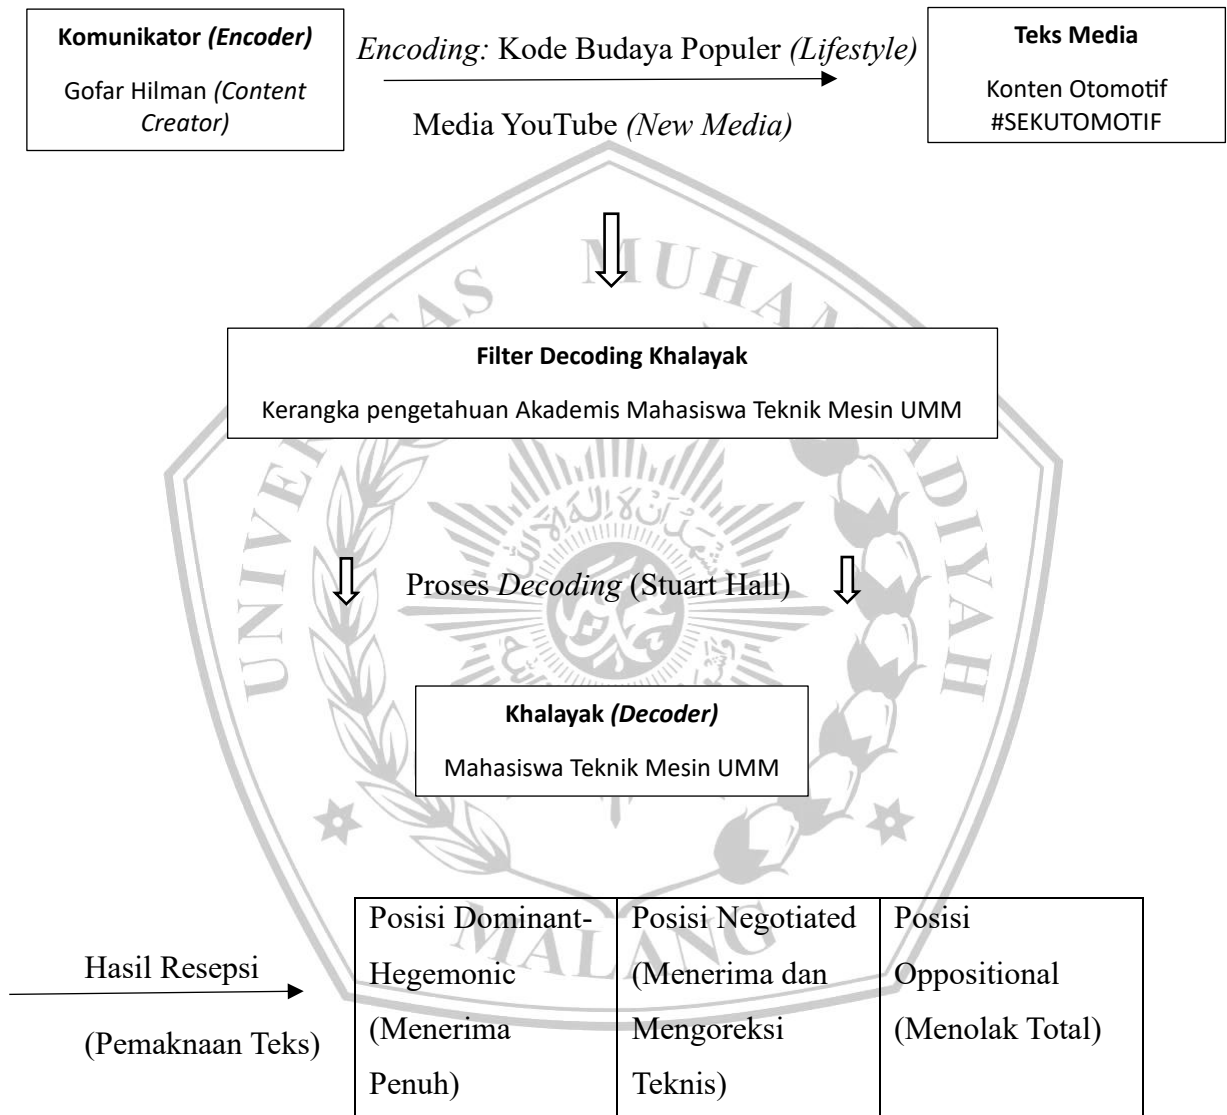 Komunikator (Encoder)
Gofar Hilman (Content
Creator)
Encoding: Kode Budaya Populer (Lifestyle)
Media YouTube (New Media)
Teks Media
Konten Otomotif
#SEKUTOMOTIF
UNIVERSITAS MUHAMMADIYAH
Filter Decoding Khalayak
Kerangka pengetahuan Akademis Mahasiswa Teknik Mesin UMM
Proses Decoding (Stuart Hall)
Khalayak (Decoder)
Mahasiswa Teknik Mesin UMM
MALANG
Hasil Resepsi
(Pemaknaan Teks)
Posisi Dominant-
Hegemonic
(Menerima
Penuh)
Posisi Negotiated
(Menerima dan
Mengoreksi
Teknis)
Posisi
Oppositional
(Menolak Total)